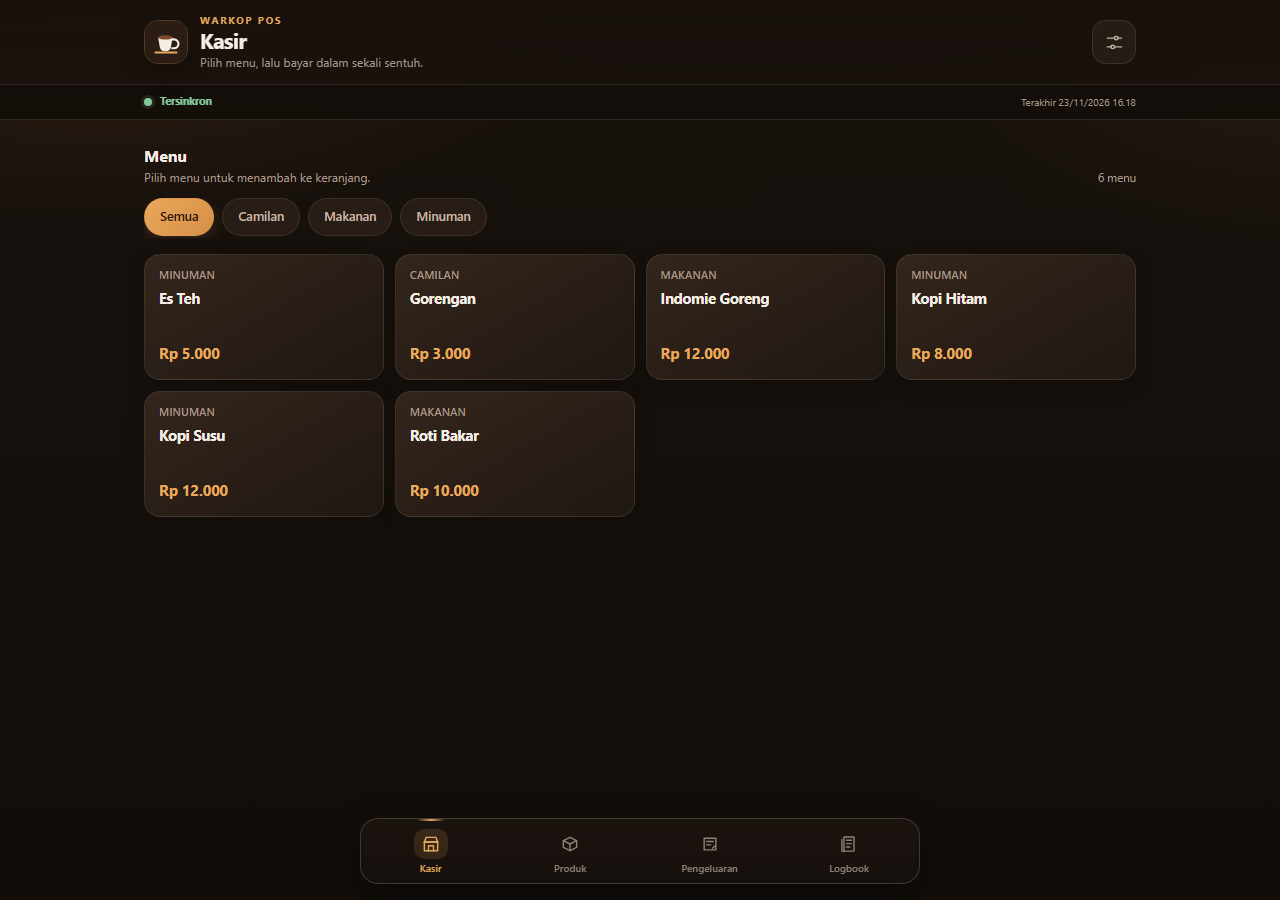 WARKOP POS
Kasir
Pilih menu, lalu bayar dalam sekali sentuh.
Tersinkron
Terakhir 23/11/2026 16.18
Menu
Pilih menu untuk menambah ke keranjang.
6 menu
Semua
Camilan
Makanan
Minuman
MINUMAN
Es Teh
Rp 5.000
CAMILAN
Gorengan
Rp 3.000
MAKANAN
Indomie Goreng
Rp 12.000
MINUMAN
Kopi Hitam
Rp 8.000
MINUMAN
Kopi Susu
Rp 12.000
MAKANAN
Roti Bakar
Rp 10.000
Kasir
Produk
Pengeluaran
Logbook